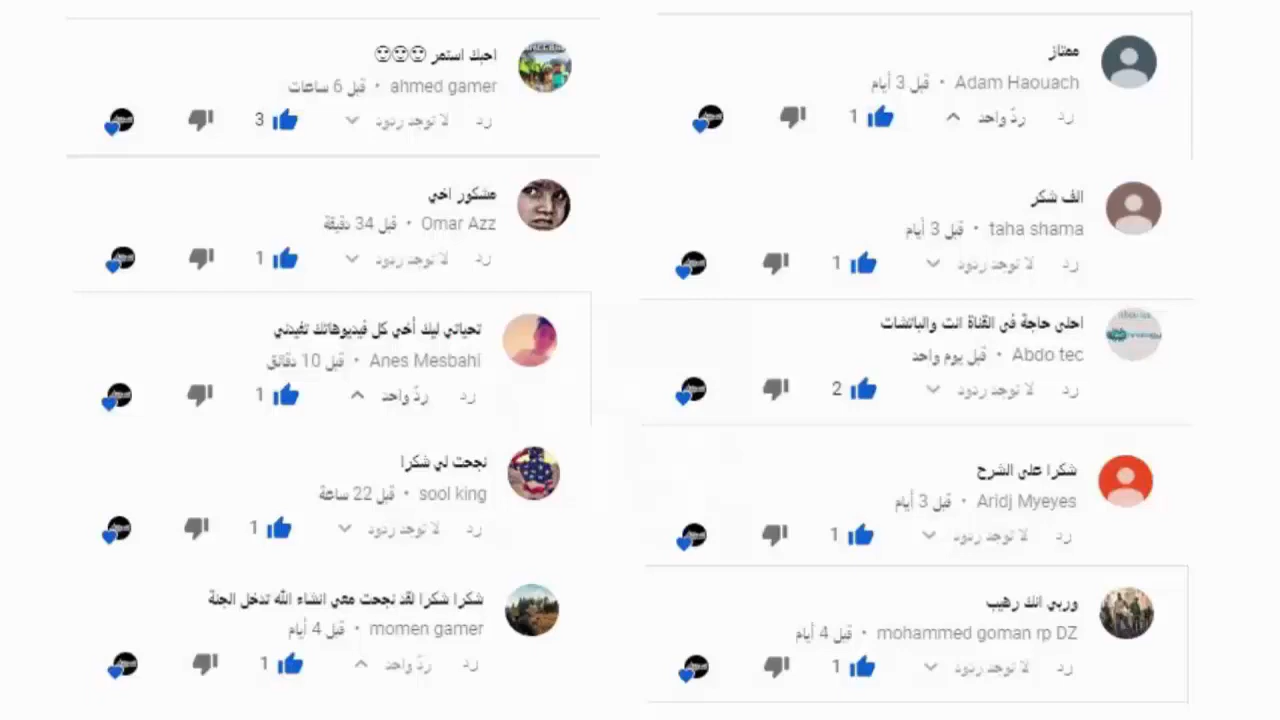 ممتاز
Adam Haouach • قبل 3 أيام
رد ردّ واحد 1
الف شكر
taha shama • قبل 3 أيام
رد لا توجد ردود 1
احلى حاجة في القناة انت والباتشات
Abdo tec • قبل يوم واحد
رد لا توجد ردود 2
شكرا على الشرح
Aridj Myeyes • قبل 3 أيام
رد لا توجد ردود 1
وربي انك رهيب
mohammed goman rp DZ • قبل 4 أيام
رد لا توجد ردود 1
احبك استمر 🙂🙂🙂
ahmed gamer • قبل 6 ساعات
رد لا توجد ردود 3
مشكور اخي
Omar Azz • قبل 34 دقيقة
رد لا توجد ردود 1
تحياتي ليك أخي كل فيديوهاتك تفيدني
Anes Mesbahi • قبل 10 دقائق
رد ردّ واحد 1
نجحت لي شكرا
sool king • قبل 22 ساعة
رد لا توجد ردود 1
شكرا شكرا لقد نجحت معي انشاء الله تدخل الجنة
momen gamer • قبل 4 أيام
رد ردّ واحد 1